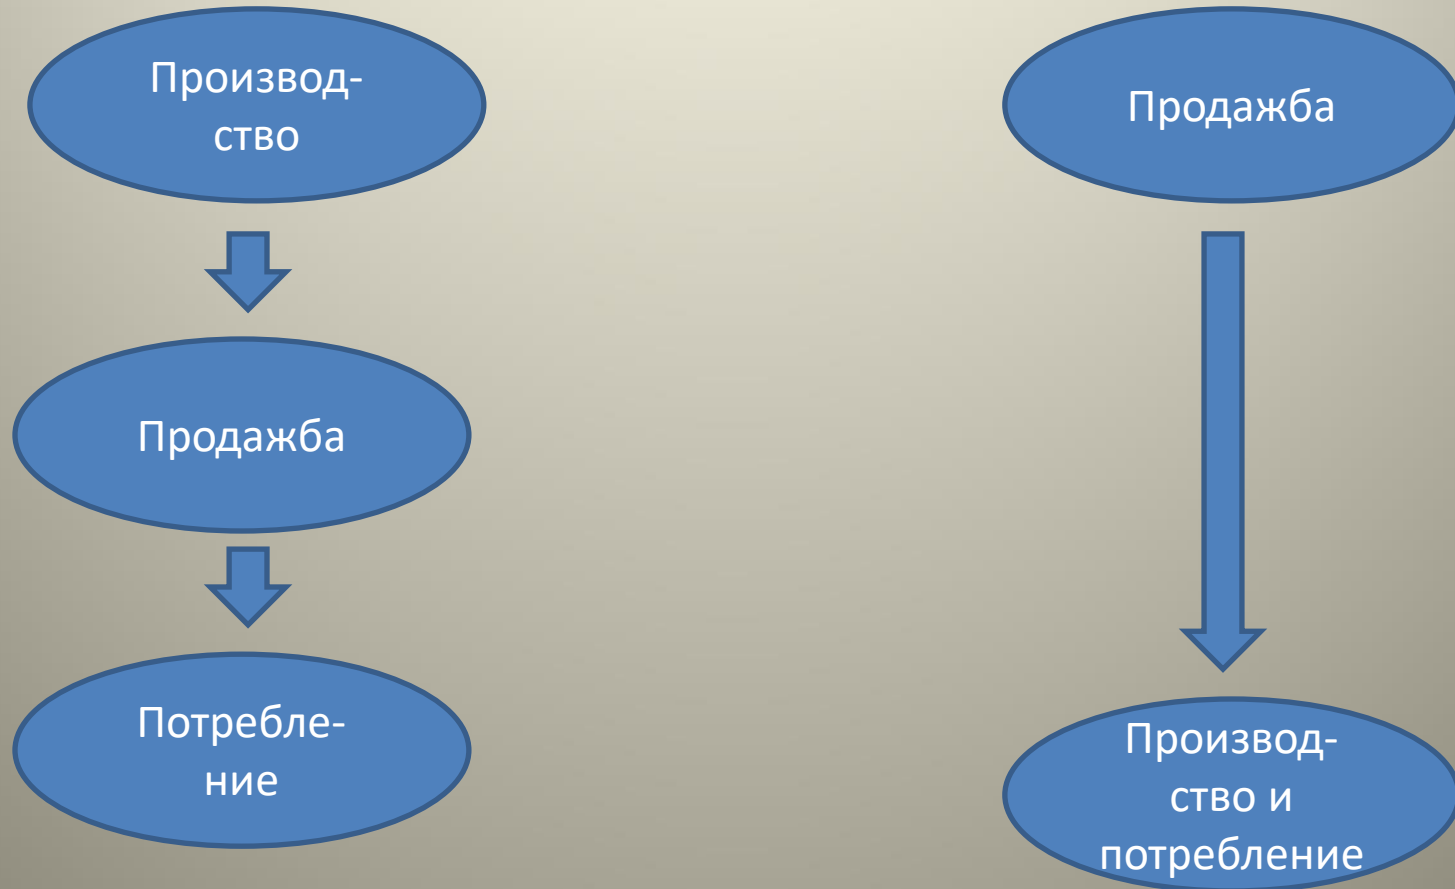 Производ-
ство
Продажба
Потребле-
ние
Продажба
Производ-
ство и
потребление